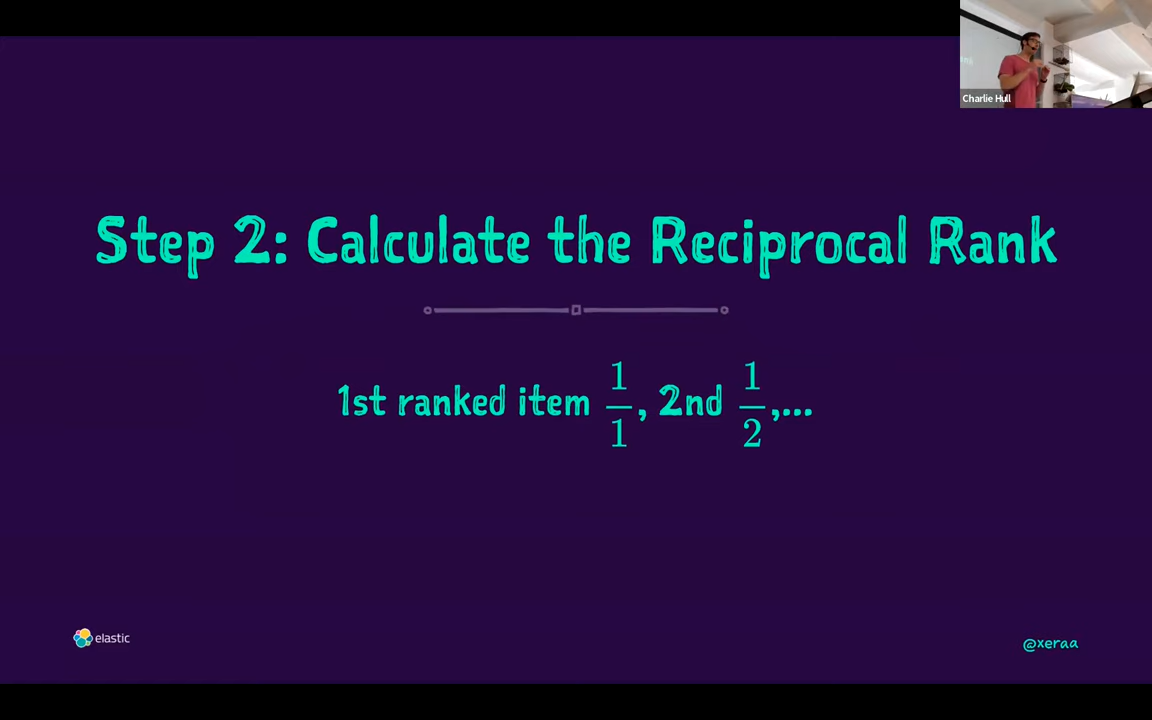 Charlie Hull
Step 2: Calculate the Reciprocal Rank
1st ranked item 1/1, 2nd 1/2,...
elastic
@xeraa